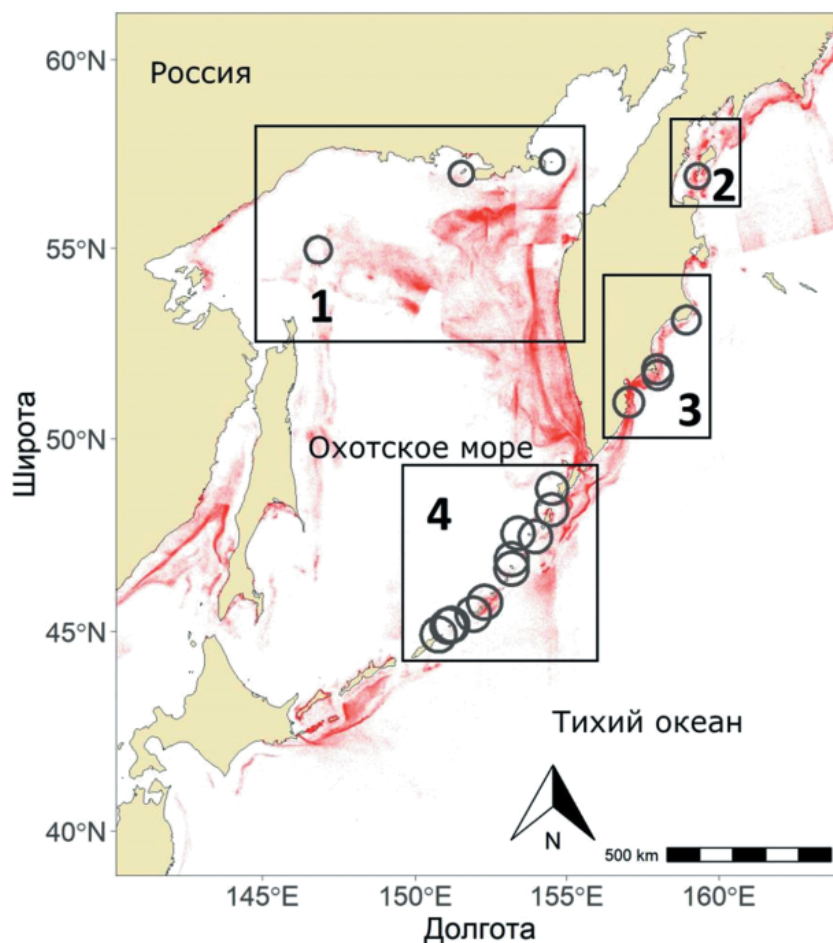 60°N
Россия
2
55°N
1
3
50°N
Охотское море
4
Широта
45°N
Тихий океан
N
40°N
500 km
145°E 150°E 155°E 160°E
Долгота